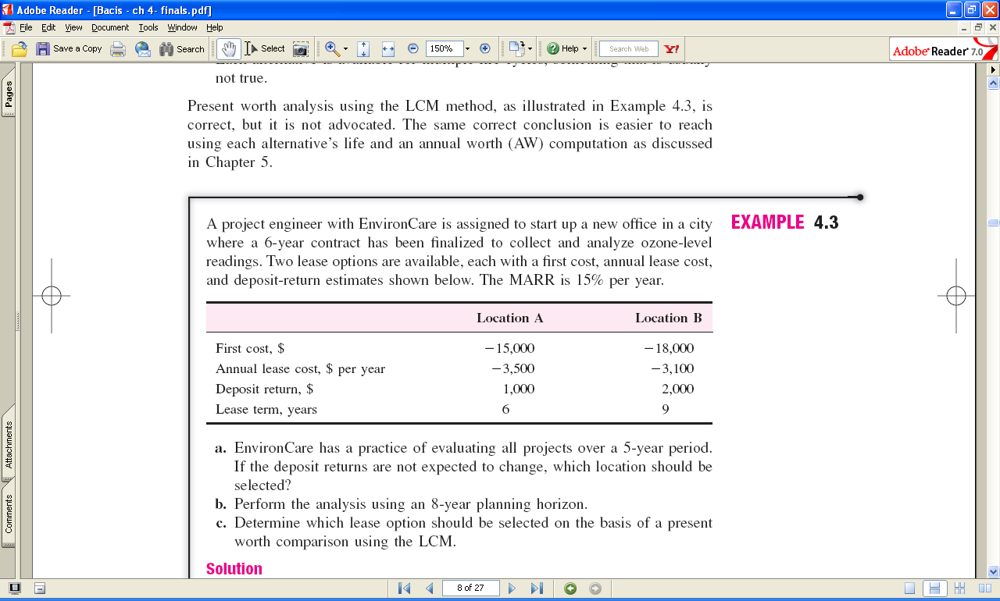 Adobe Reader - [Bacis - ch 4- finals.pdf]
File Edit View Document Tools Window Help
Save a Copy Search Select 150% Help Search Web Y! Adobe® Reader® 7.0
Pages
not true.
Present worth analysis using the LCM method, as illustrated in Example 4.3, is
correct, but it is not advocated. The same correct conclusion is easier to reach
using each alternative's life and an annual worth (AW) computation as discussed
in Chapter 5.
EXAMPLE 4.3
A project engineer with EnvironCare is assigned to start up a new office in a city
where a 6-year contract has been finalized to collect and analyze ozone-level
readings. Two lease options are available, each with a first cost, annual lease cost,
and deposit-return estimates shown below. The MARR is 15% per year.
Location A Location B
First cost, $ −15,000 −18,000
Annual lease cost, $ per year −3,500 −3,100
Deposit return, $ 1,000 2,000
Lease term, years 6 9
a. EnvironCare has a practice of evaluating all projects over a 5-year period.
If the deposit returns are not expected to change, which location should be
selected?
b. Perform the analysis using an 8-year planning horizon.
c. Determine which lease option should be selected on the basis of a present
worth comparison using the LCM.
Solution
Attachments
Comments
8 of 27